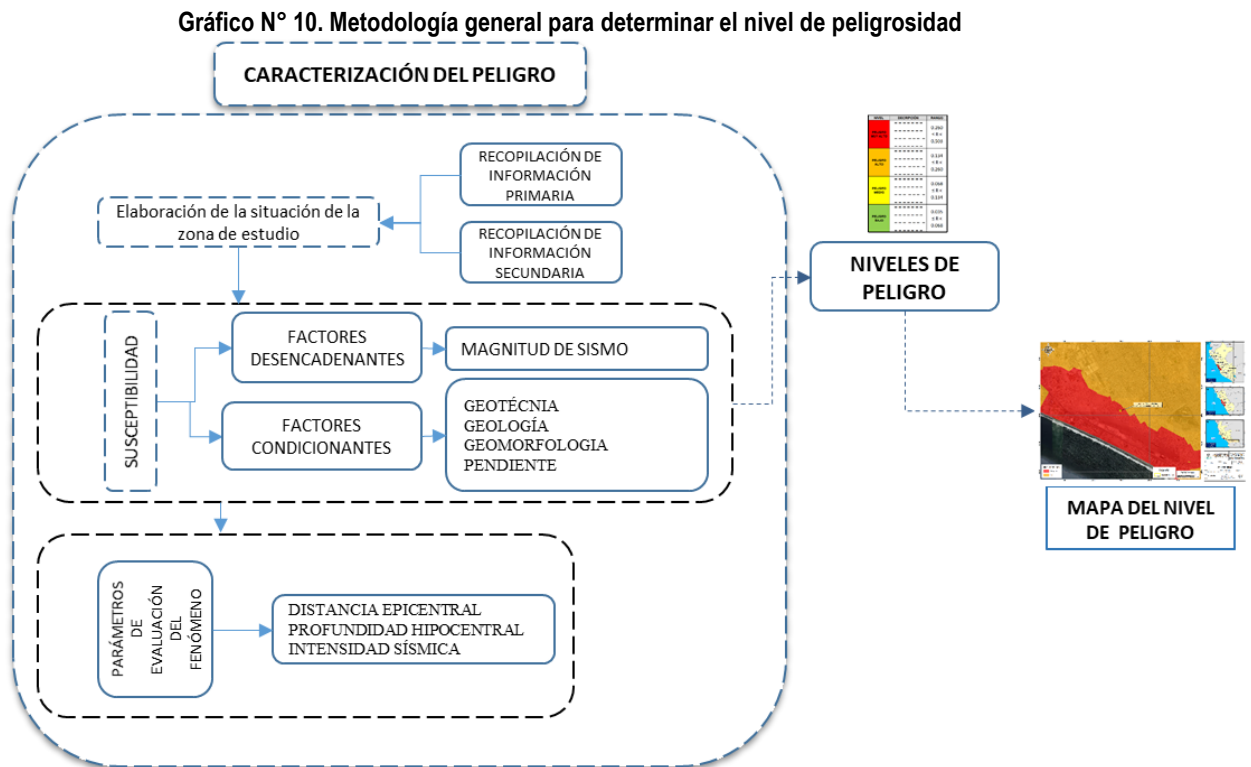 Gráfico N° 10. Metodología general para determinar el nivel de peligrosidad
CARACTERIZACIÓN DEL PELIGRO
RECOPILACIÓN DE
INFORMACIÓN
PRIMARIA
Elaboración de la situación de la
zona de estudio
RECOPILACIÓN DE
INFORMACIÓN
SECUNDARIA
SUSCEPTIBILIDAD
FACTORES
DESENCADENANTES
MAGNITUD DE SISMO
FACTORES
CONDICIONANTES
GEOTÉCNIA
GEOLOGÍA
GEOMORFOLOGIA
PENDIENTE
PARÁMETROS
DE
EVALUACIÓN
DEL
FENÓMENO
DISTANCIA EPICENTRAL
PROFUNDIDAD HIPOCENTRAL
INTENSIDAD SÍSMICA
NIVELES DE
PELIGRO
MAPA DEL NIVEL
DE PELIGRO